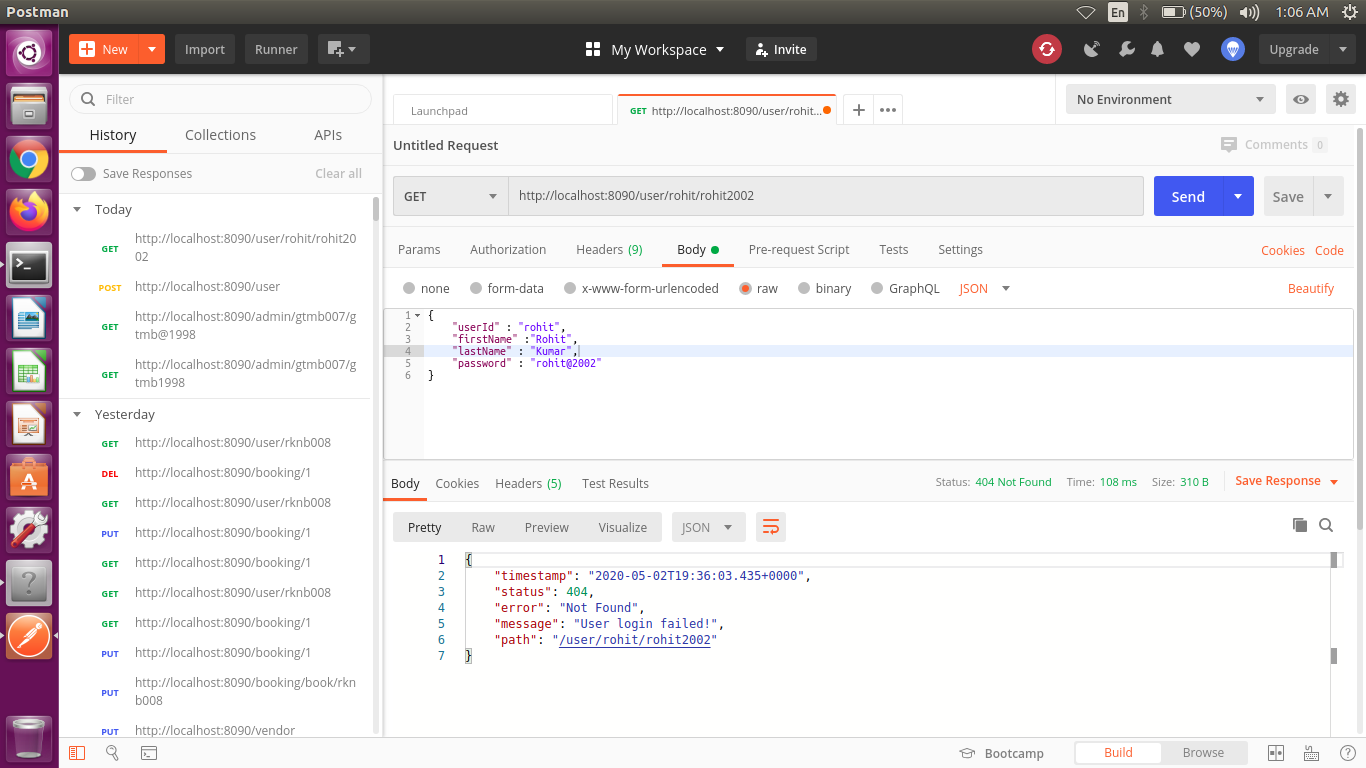 Postman
En
(50%)
1:06 AM
New
Import
Runner
My Workspace
Invite
Upgrade
Filter
History
Collections
APIs
Save Responses
Clear all
Today
GET
http://localhost:8090/user/rohit/rohit20
02
POST
http://localhost:8090/user
GET
http://localhost:8090/admin/gtmb007/g
tmb@1998
GET
http://localhost:8090/admin/gtmb007/g
tmb1998
Yesterday
GET http://localhost:8090/user/rknb008
DEL http://localhost:8090/booking/1
GET http://localhost:8090/user/rknb008
PUT http://localhost:8090/booking/1
GET http://localhost:8090/booking/1
GET http://localhost:8090/user/rknb008
GET http://localhost:8090/booking/1
PUT http://localhost:8090/booking/1
PUT http://localhost:8090/booking/book/rkn
b008
PUT http://localhost:8090/vendor
Launchpad
GET http://localhost:8090/user/rohit...
No Environment
Untitled Request
Comments 0
GET
http://localhost:8090/user/rohit/rohit2002
Send
Save
Params
Authorization
Headers (9)
Body
Pre-request Script
Tests
Settings
Cookies
Code
none
form-data
x-www-form-urlencoded
raw
binary
GraphQL
JSON
Beautify
1 {
2 "userId" : "rohit",
3 "firstName" :"Rohit",
4 "lastName" : "Kumar",
5 "password" : "rohit@2002"
6 }
Body
Cookies
Headers (5)
Test Results
Status: 404 Not Found
Time: 108 ms
Size: 310 B
Save Response
Pretty
Raw
Preview
Visualize
JSON
1 {
2 "timestamp": "2020-05-02T19:36:03.435+0000",
3 "status": 404,
4 "error": "Not Found",
5 "message": "User login failed!",
6 "path": "/user/rohit/rohit2002"
7 }
Bootcamp
Build
Browse